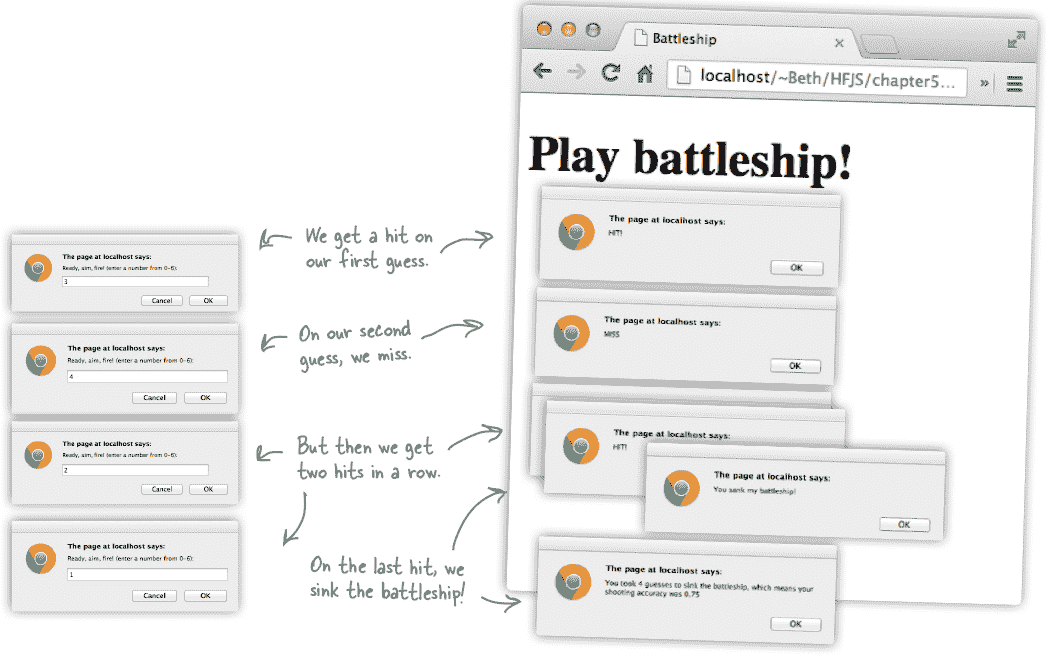 Battleship
localhost/~Beth/HFJS/chapter5...
»
Play battleship!
The page at localhost says:
Ready, aim, fire! (enter a number from 0-6):
3
Cancel
OK
We get a hit on
our first guess.
The page at localhost says:
HIT!
OK
The page at localhost says:
Ready, aim, fire! (enter a number from 0-6):
4
Cancel
OK
On our second
guess, we miss.
The page at localhost says:
MISS
OK
The page at localhost says:
Ready, aim, fire! (enter a number from 0-6):
2
Cancel
OK
But then we get
two hits in a row.
The page at localhost says:
HIT!
The page at localhost says:
You sank my battleship!
OK
The page at localhost says:
Ready, aim, fire! (enter a number from 0-6):
1
Cancel
OK
On the last hit, we
sink the battleship!
The page at localhost says:
You took 4 guesses to sink the battleship, which means your
shooting accuracy was 0.75
OK